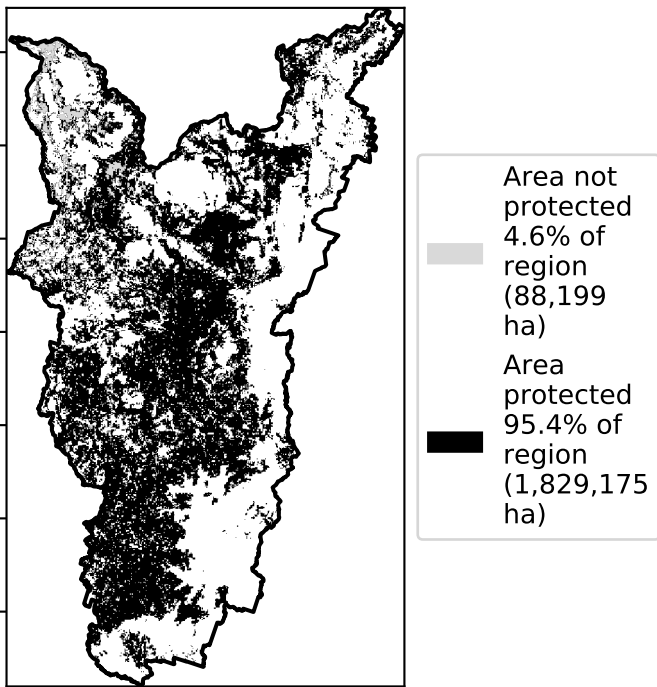 Area not
protected
4.6% of
region
(88,199
ha)
Area
protected
95.4% of
region
(1,829,175
ha)